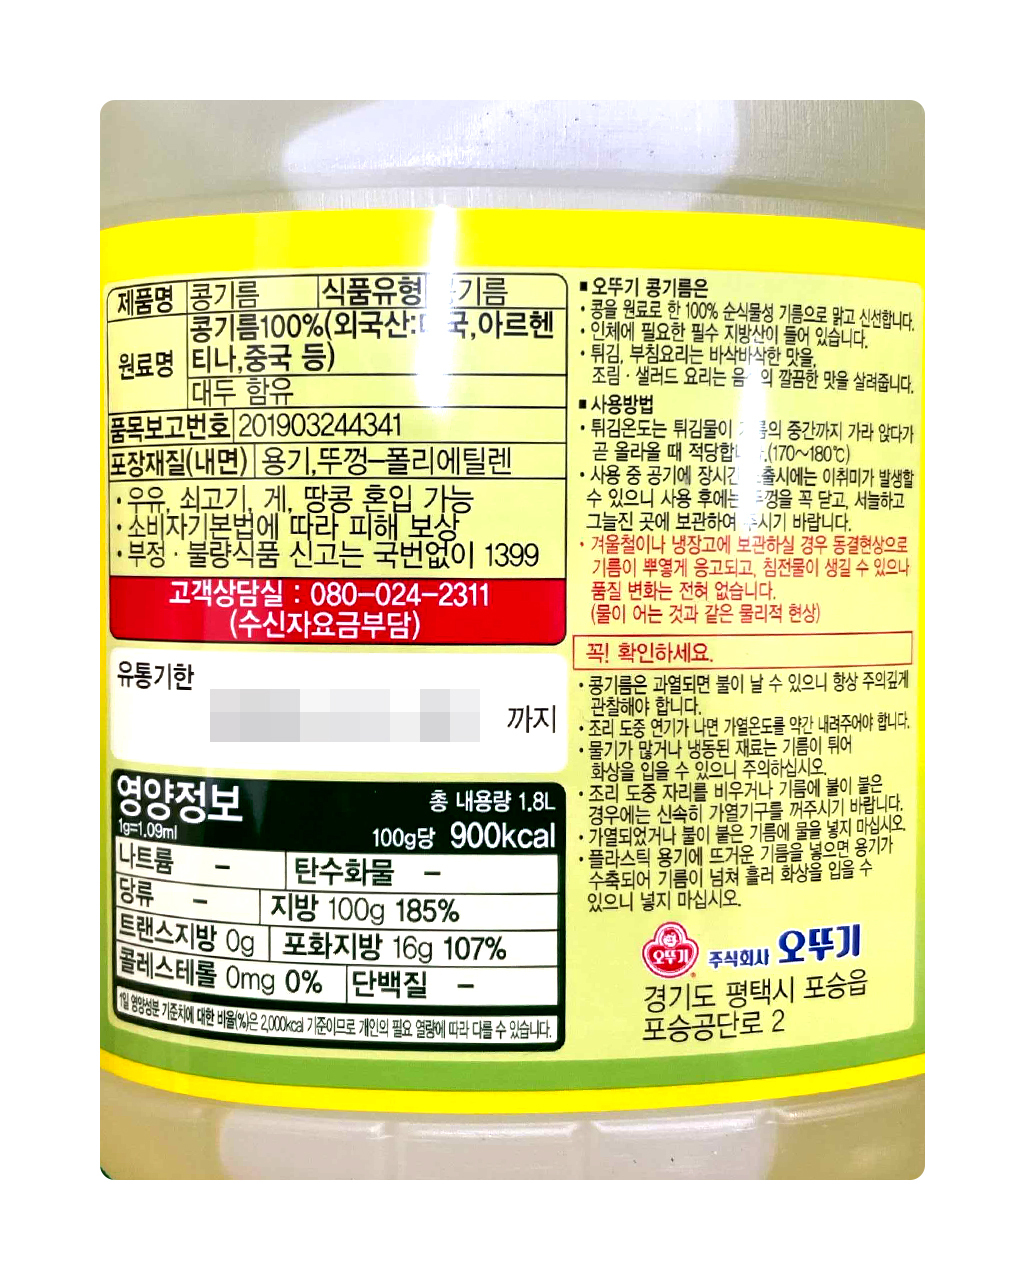 제품명 콩기름 식품유형 기름
원료명
콩기름100%(외국산: 국,아르헨
티나,중국 등)
대두 함유
품목보고번호 201903244341
포장재질(내면) 용기,뚜껑-폴리에틸렌
·우유, 쇠고기, 게, 땅콩 혼입 가능
·소비자기본법에 따라 피해 보상
·부정·불량식품 신고는 국번없이 1399
고객상담실 : 080-024-2311
(수신자요금부담)
유통기한
까지
영양정보 총 내용량 1.8L
1g=1.09ml 100g당 900kcal
나트륨 - 탄수화물 -
당류 - 지방 100g 185%
트랜스지방 0g 포화지방 16g 107%
콜레스테롤 0mg 0% 단백질 -
1일 영양성분 기준치에 대한 비율(%)은 2,000kcal 기준이므로 개인의 필요 열량에 따라 다를 수 있습니다.
■ 오뚜기 콩기름은
·콩을 원료로 한 100% 순식물성 기름으로 맑고 신선합니다.
·인체에 필요한 필수 지방산이 들어 있습니다.
·튀김, 부침요리는 바삭바삭한 맛을,
조림·샐러드 요리는 음 의 깔끔한 맛을 살려줍니다.
■ 사용방법
·튀김온도는 튀김물이 름의 중간까지 가라 앉다가
곧 올라올 때 적당합 .(170~180℃)
·사용 중 공기에 장시간 출시에는 이취미가 발생할
수 있으니 사용 후에는 껑을 꼭 닫고, 서늘하고
그늘진 곳에 보관하여 주시기 바랍니다.
·겨울철이나 냉장고에 보관하실 경우 동결현상으로
기름이 뿌옇게 응고되고, 침전물이 생길 수 있으나
품질 변화는 전혀 없습니다.
(물이 어는 것과 같은 물리적 현상)
꼭! 확인하세요.
·콩기름은 과열되면 불이 날 수 있으니 항상 주의깊게
관찰해야 합니다.
·조리 도중 연기가 나면 가열온도를 약간 내려주어야 합니다.
·물기가 많거나 냉동된 재료는 기름이 튀어
화상을 입을 수 있으니 주의하십시오.
·조리 도중 자리를 비우거나 기름에 불이 붙은
경우에는 신속히 가열기구를 꺼주시기 바랍니다.
·가열되었거나 불이 붙은 기름에 물을 넣지 마십시오.
·플라스틱 용기에 뜨거운 기름을 넣으면 용기가
수축되어 기름이 넘쳐 흘러 화상을 입을 수
있으니 넣지 마십시오.
오뚜기 주식회사 오뚜기
경기도 평택시 포승읍
포승공단로 2